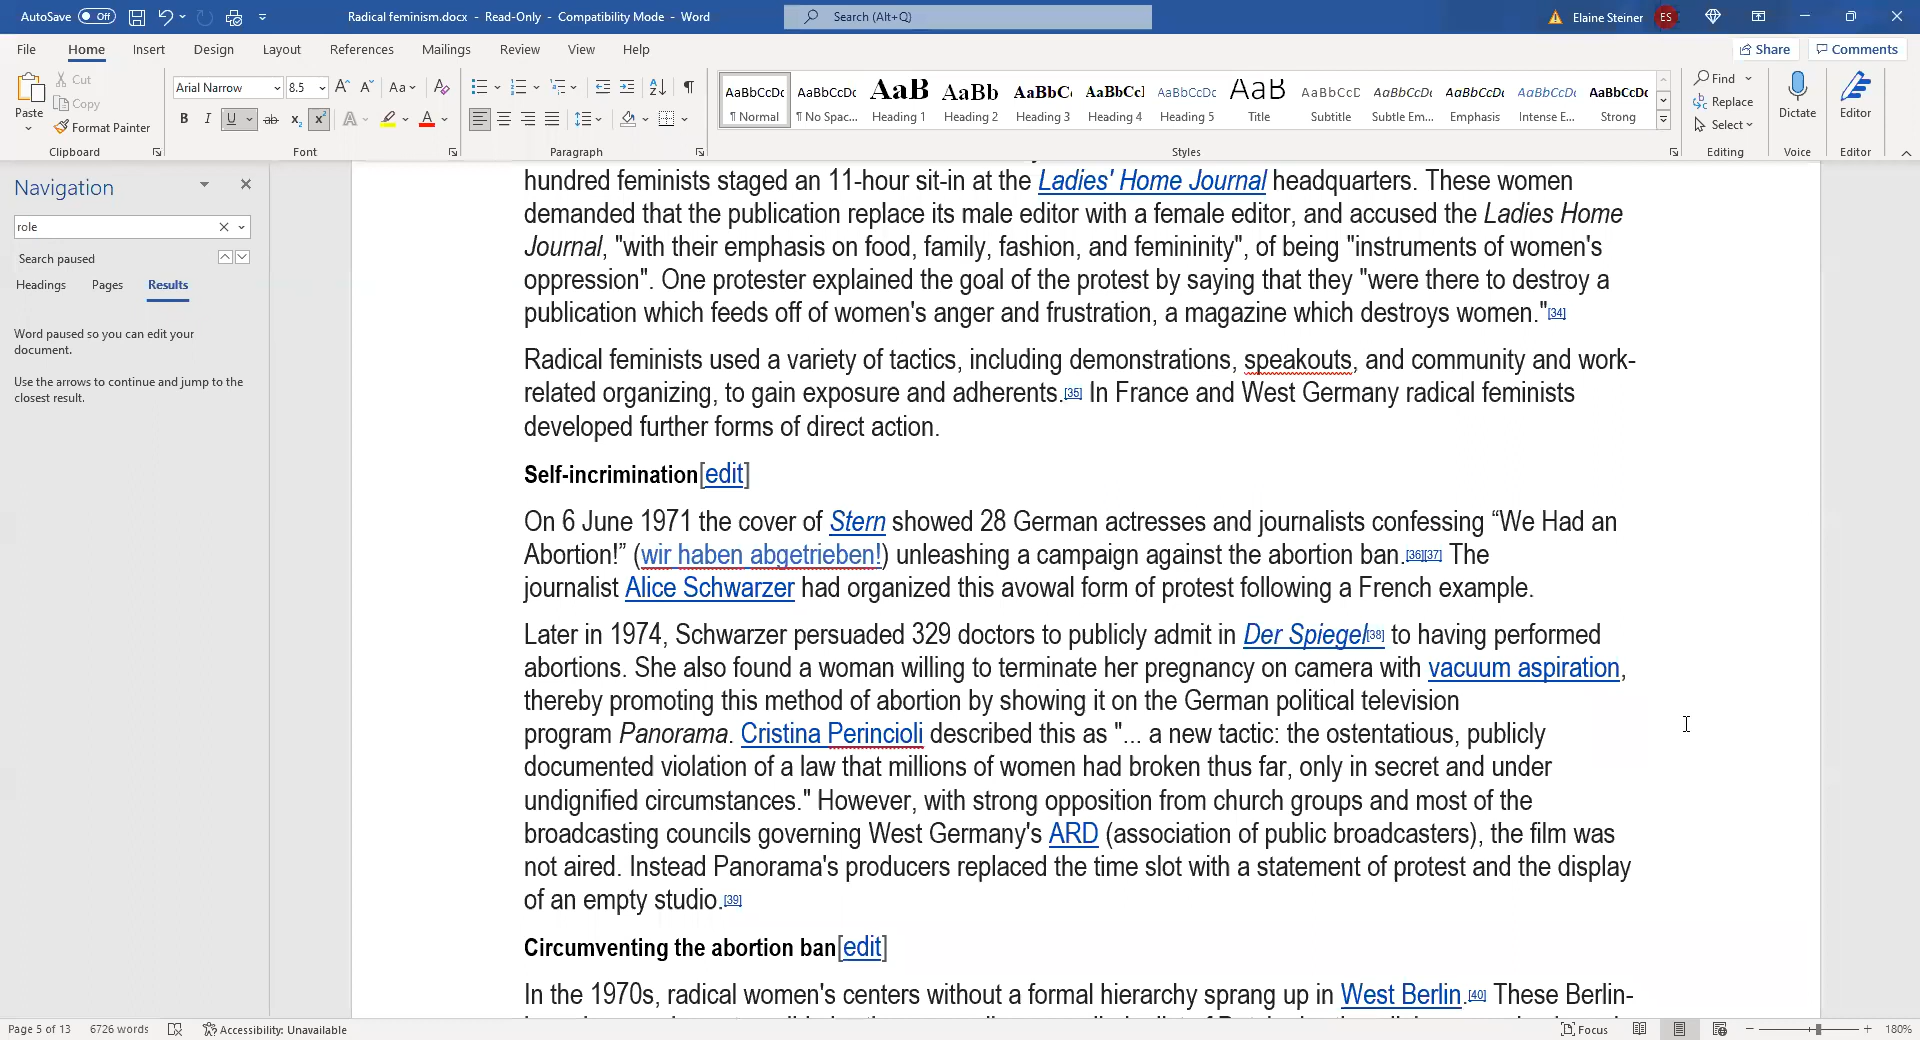 AutoSave Off Radical feminism.docx - Read-Only - Compatibility Mode - Word Search (Alt+Q) Elaine Steiner ES
File Home Insert Design Layout References Mailings Review View Help Share Comments
Paste Cut Copy Format Painter Clipboard
Arial Narrow 8.5 Font
Paragraph
AaBbCcDc AaBbCcDc AaB AaBb AaBbC AaBbCcI AaBbCcDc AaB AaBbCcD AaBbCcDc AaBbCcDc AaBbCcDc AaBbCcDc
¶ Normal ¶ No Spac... Heading 1 Heading 2 Heading 3 Heading 4 Heading 5 Title Subtitle Subtle Em... Emphasis Intense E... Strong
Styles
Find Replace Select Editing
Dictate Voice
Editor Editor
Navigation
role
Search paused
Headings Pages Results
Word paused so you can edit your
document.
Use the arrows to continue and jump to the
closest result.
hundred feminists staged an 11-hour sit-in at the Ladies' Home Journal headquarters. These women
demanded that the publication replace its male editor with a female editor, and accused the Ladies Home
Journal, "with their emphasis on food, family, fashion, and femininity", of being "instruments of women's
oppression". One protester explained the goal of the protest by saying that they "were there to destroy a
publication which feeds off of women's anger and frustration, a magazine which destroys women."[34]
Radical feminists used a variety of tactics, including demonstrations, speakouts, and community and work-
related organizing, to gain exposure and adherents.[35] In France and West Germany radical feminists
developed further forms of direct action.
Self-incrimination[edit]
On 6 June 1971 the cover of Stern showed 28 German actresses and journalists confessing “We Had an
Abortion!” (wir haben abgetrieben!) unleashing a campaign against the abortion ban.[36][37] The
journalist Alice Schwarzer had organized this avowal form of protest following a French example.
Later in 1974, Schwarzer persuaded 329 doctors to publicly admit in Der Spiegel[38] to having performed
abortions. She also found a woman willing to terminate her pregnancy on camera with vacuum aspiration,
thereby promoting this method of abortion by showing it on the German political television
program Panorama. Cristina Perincioli described this as "... a new tactic: the ostentatious, publicly
documented violation of a law that millions of women had broken thus far, only in secret and under
undignified circumstances." However, with strong opposition from church groups and most of the
broadcasting councils governing West Germany's ARD (association of public broadcasters), the film was
not aired. Instead Panorama's producers replaced the time slot with a statement of protest and the display
of an empty studio.[39]
Circumventing the abortion ban[edit]
In the 1970s, radical women's centers without a formal hierarchy sprang up in West Berlin.[40] These Berlin-
Page 5 of 13 6726 words Accessibility: Unavailable Focus 180%